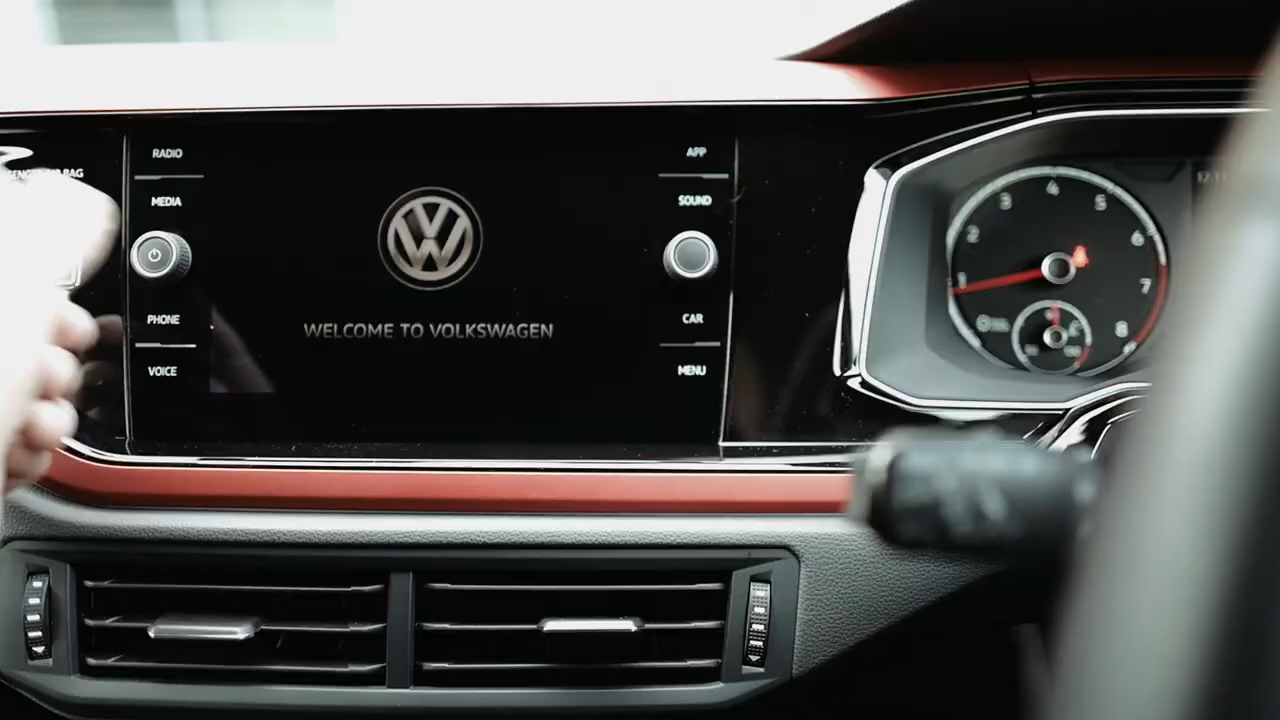 RADIO
MEDIA
PHONE
VOICE
WELCOME TO VOLKSWAGEN
APP
SOUND
CAR
MENU
BAG
1
2
3
4
5
6
7
8